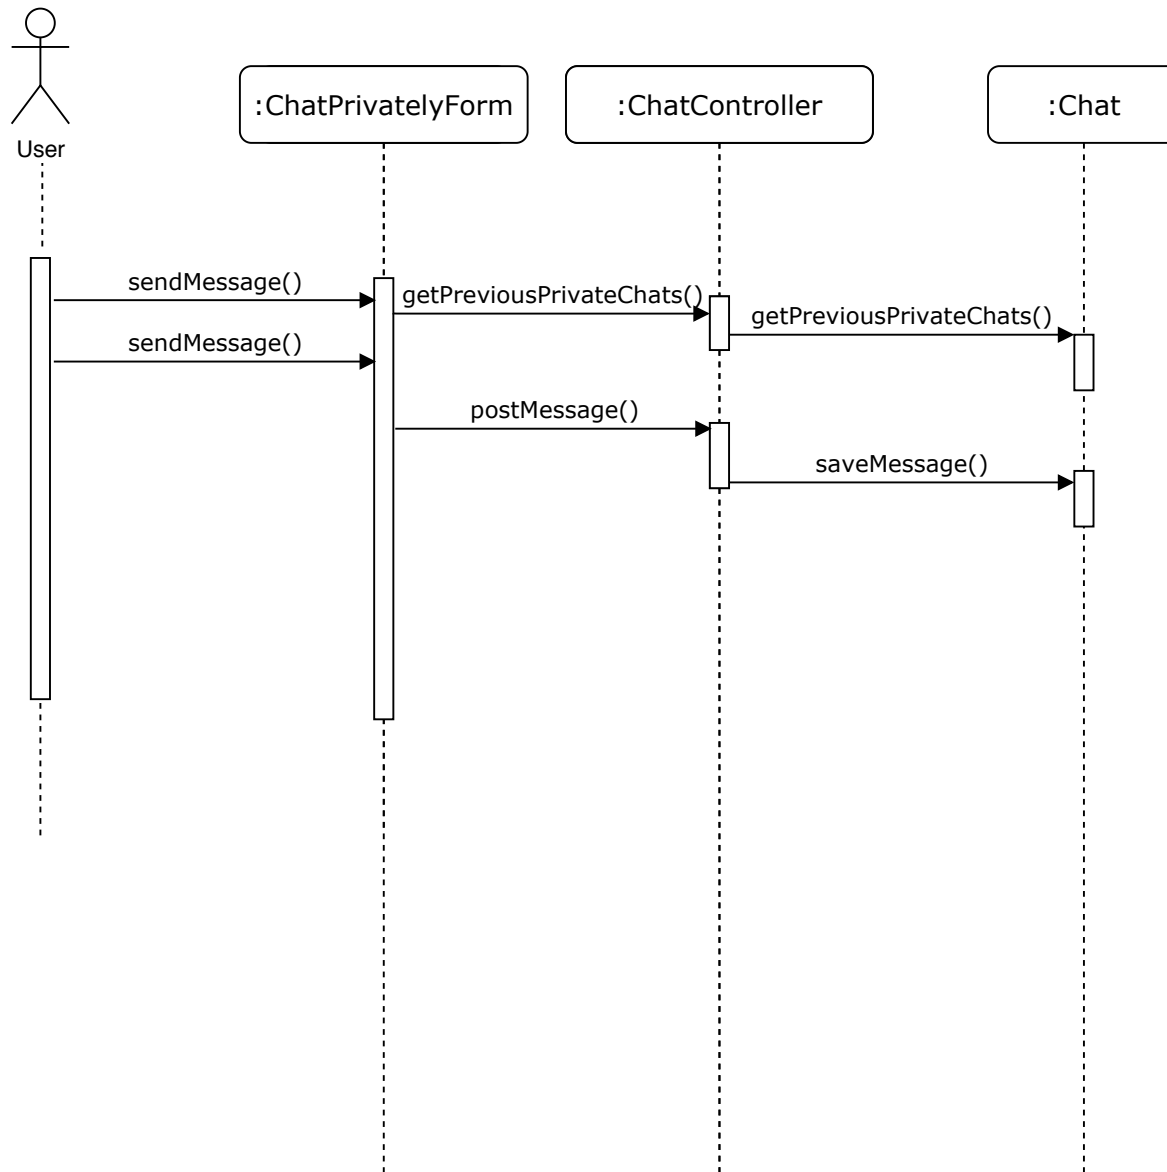 User
:ChatPrivatelyForm
:ChatController
:Chat
sendMessage()
getPreviousPrivateChats()
getPreviousPrivateChats()
sendMessage()
postMessage()
saveMessage()